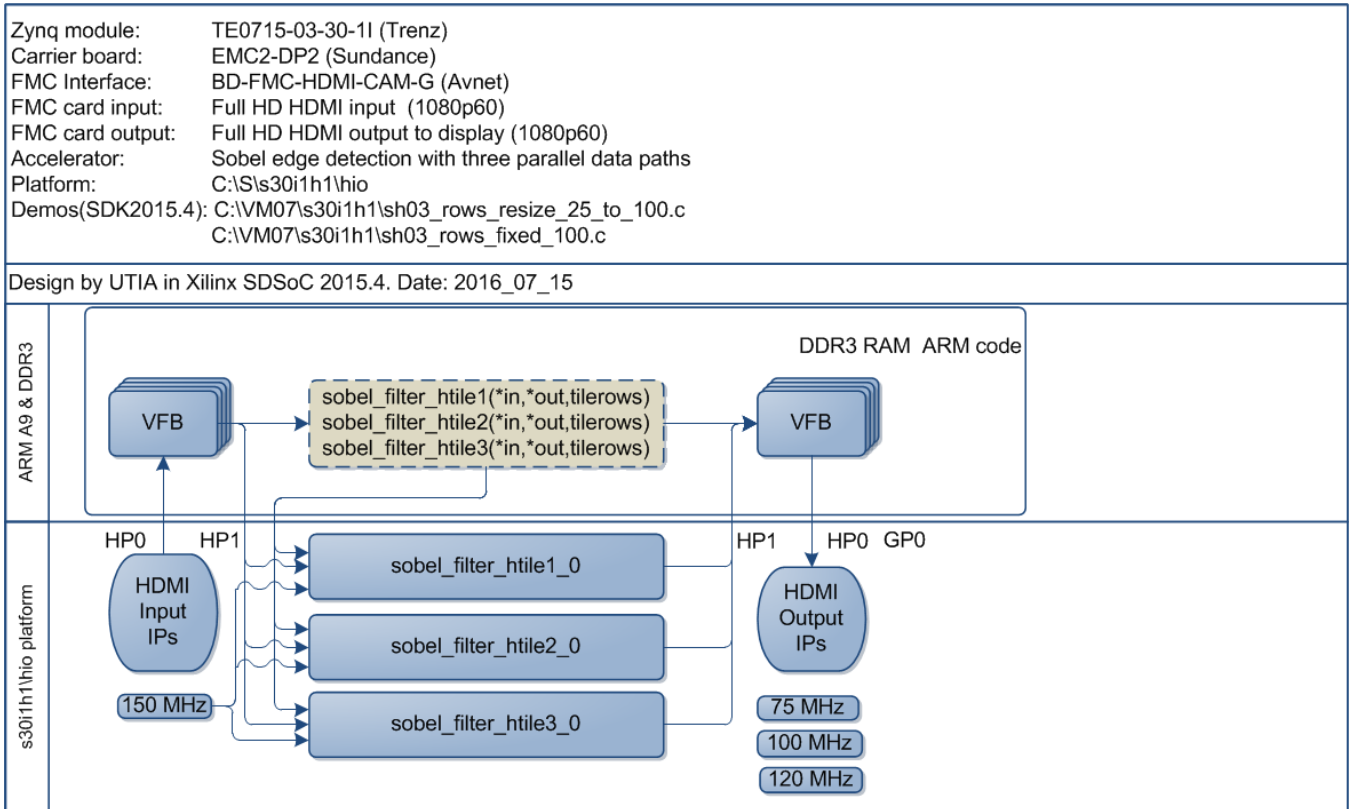 Zynq module: TE0715-03-30-1I (Trenz)
Carrier board: EMC2-DP2 (Sundance)
FMC Interface: BD-FMC-HDMI-CAM-G (Avnet)
FMC card input: Full HD HDMI input (1080p60)
FMC card output: Full HD HDMI output to display (1080p60)
Accelerator: Sobel edge detection with three parallel data paths
Platform: C:\S\s30i1h1\hio
Demos(SDK2015.4): C:\VM07\s30i1h1\sh03_rows_resize_25_to_100.c
C:\VM07\s30i1h1\sh03_rows_fixed_100.c
Design by UTIA in Xilinx SDSoC 2015.4. Date: 2016_07_15
ARM A9 & DDR3
DDR3 RAM ARM code
VFB
sobel_filter_htile1(*in,*out,tilerows)
sobel_filter_htile2(*in,*out,tilerows)
sobel_filter_htile3(*in,*out,tilerows)
VFB
s30i1h1\hio platform
HP0
HP1
HP1
HP0
GP0
HDMI
Input
IPs
150 MHz
sobel_filter_htile1_0
sobel_filter_htile2_0
sobel_filter_htile3_0
HDMI
Output
IPs
75 MHz
100 MHz
120 MHz